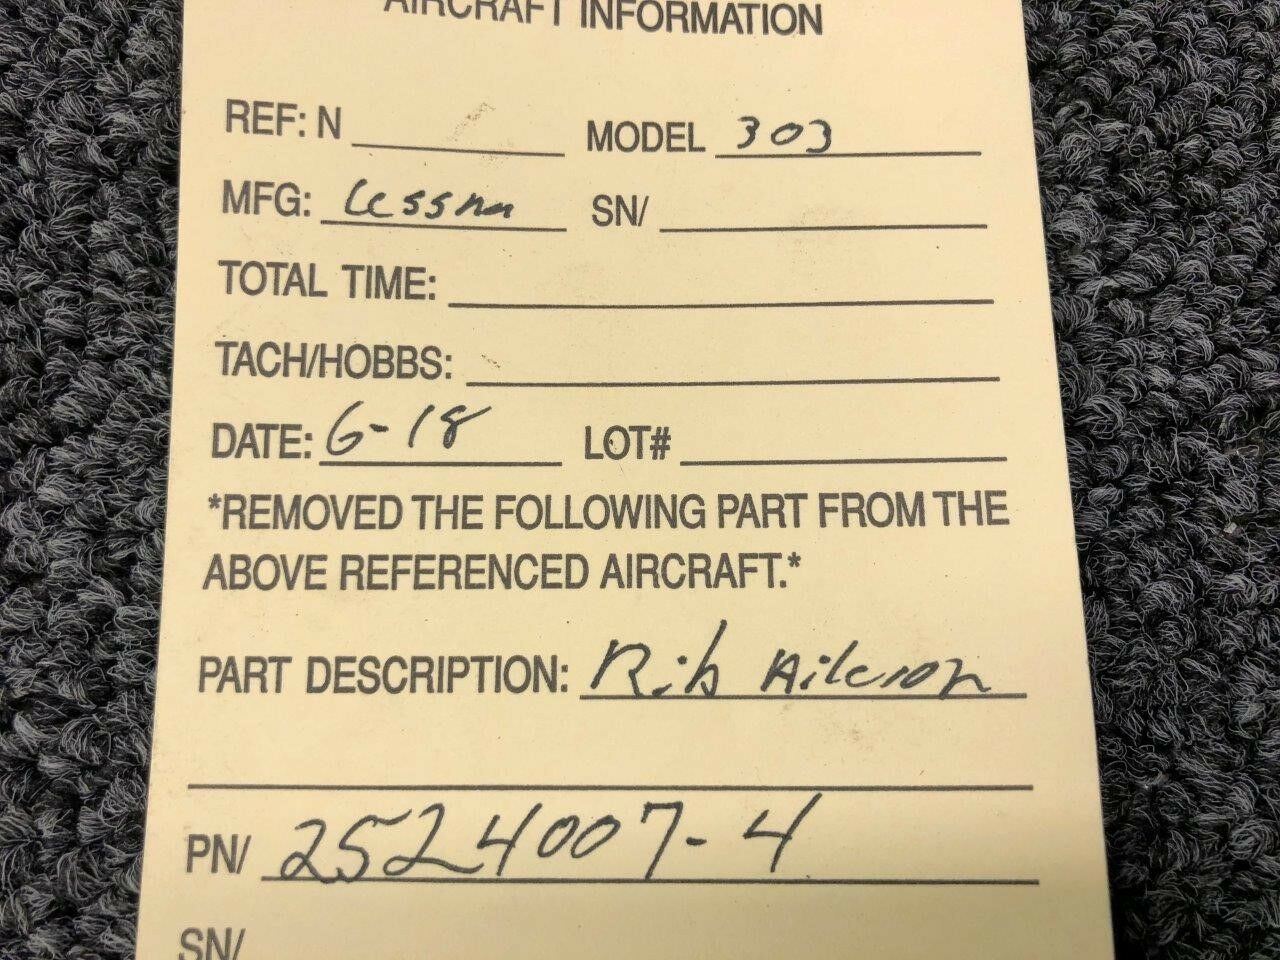 AIRCRAFT INFORMATION
REF: N MODEL 303
MFG: Cessna SN/
TOTAL TIME:
TACH/HOBBS:
DATE: 6-18 LOT#
*REMOVED THE FOLLOWING PART FROM THE
ABOVE REFERENCED AIRCRAFT.*
PART DESCRIPTION: Rib Aileron
PN/ 2524007-4
SN/